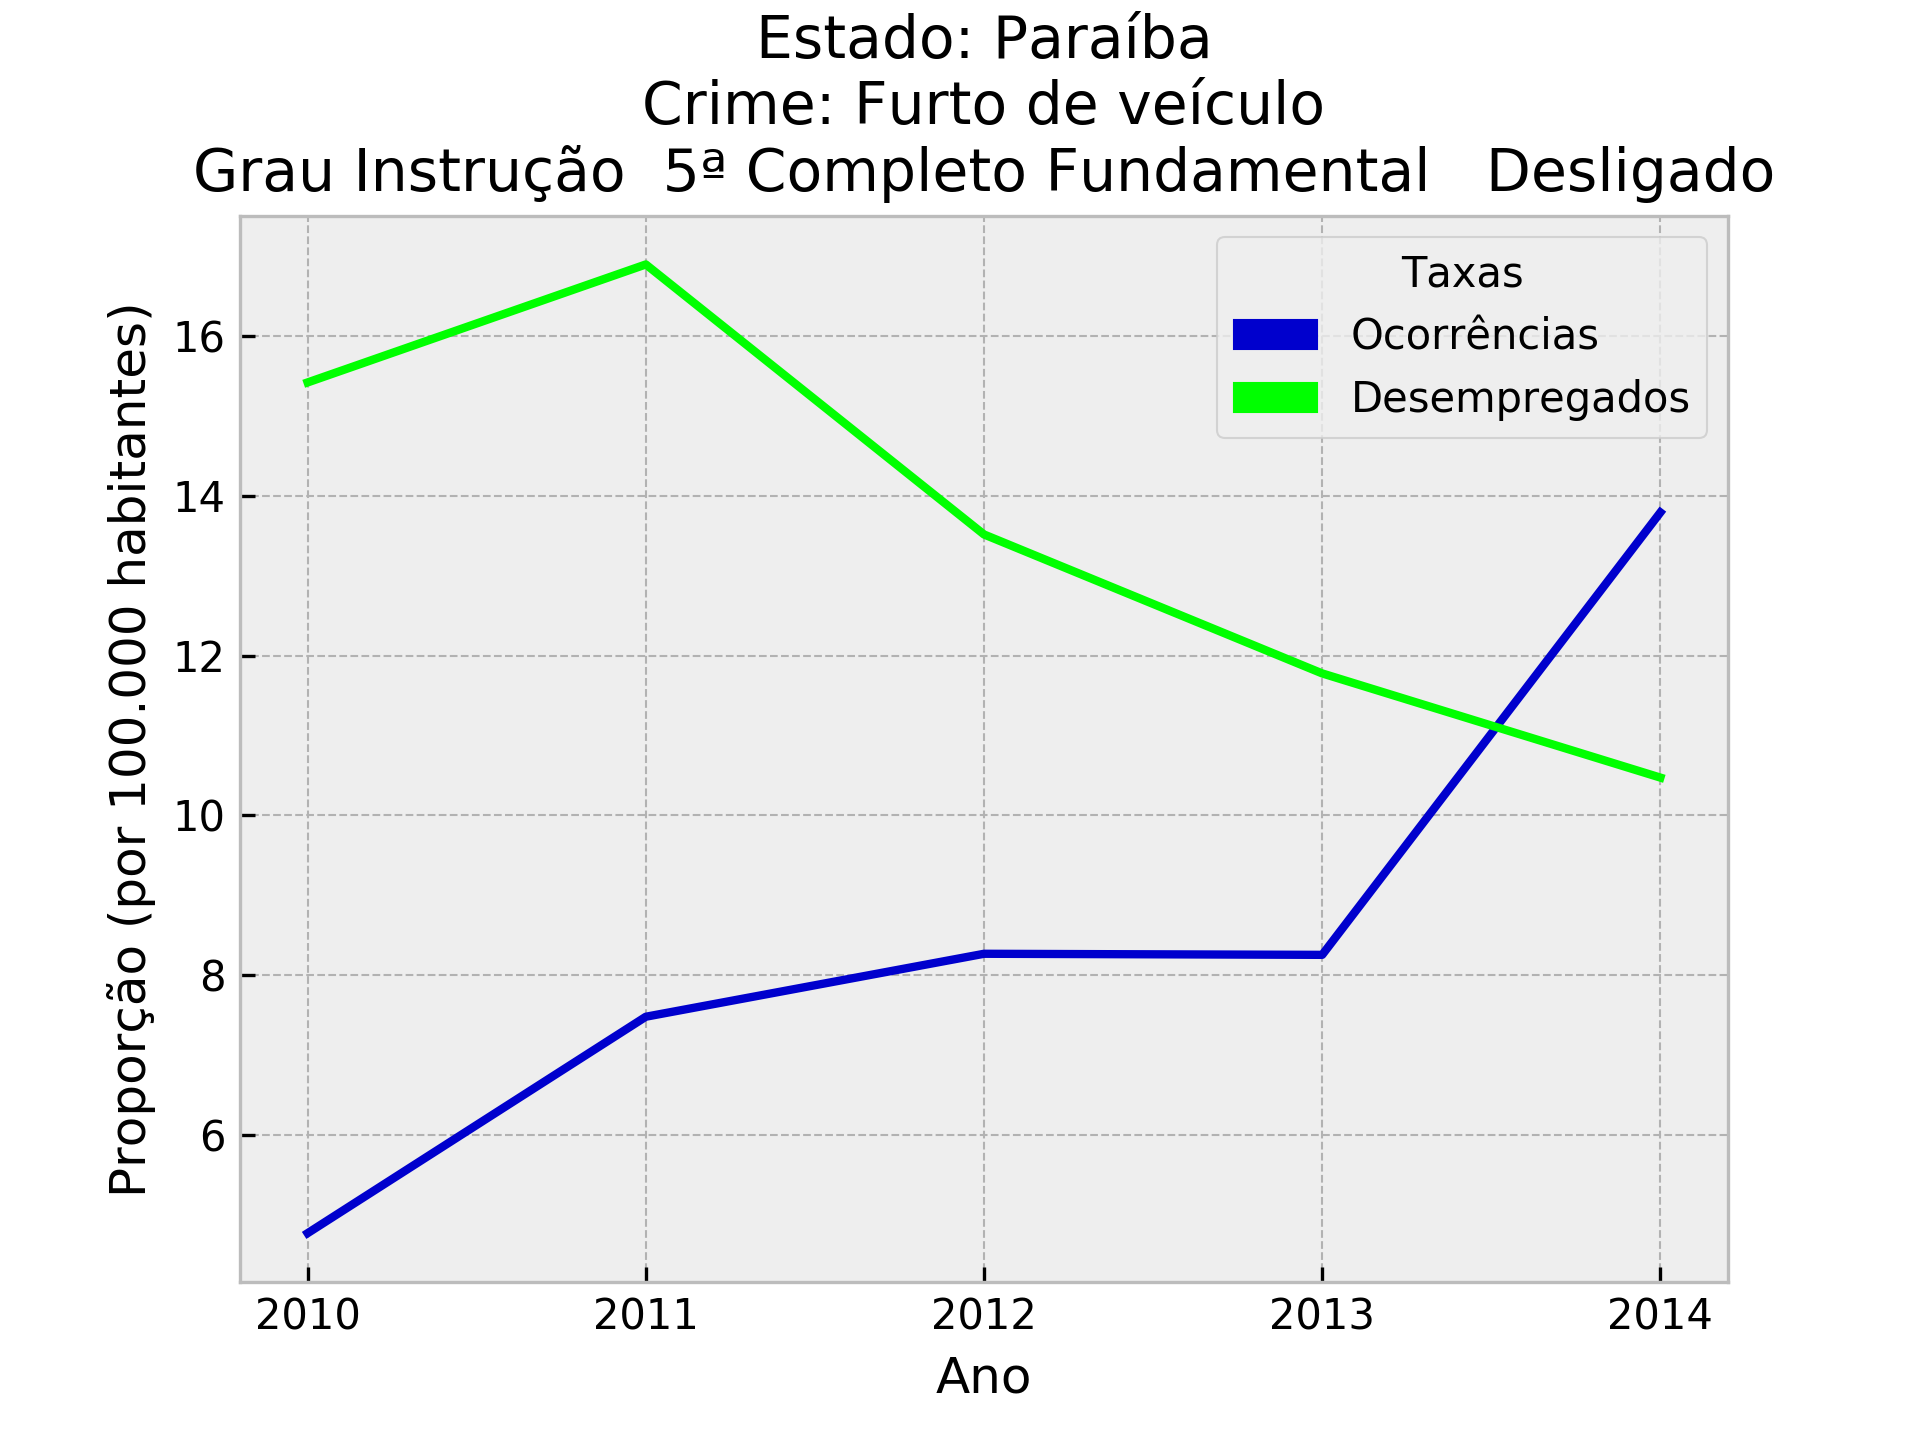 Estado: Paraíba
Crime: Furto de veículo
Grau Instrução  5ª Completo Fundamental   Desligado
Taxas
Ocorrências
Desempregados
Proporção (por 100.000 habitantes)
16
14
12
10
8
6
2010 2011 2012 2013 2014
Ano